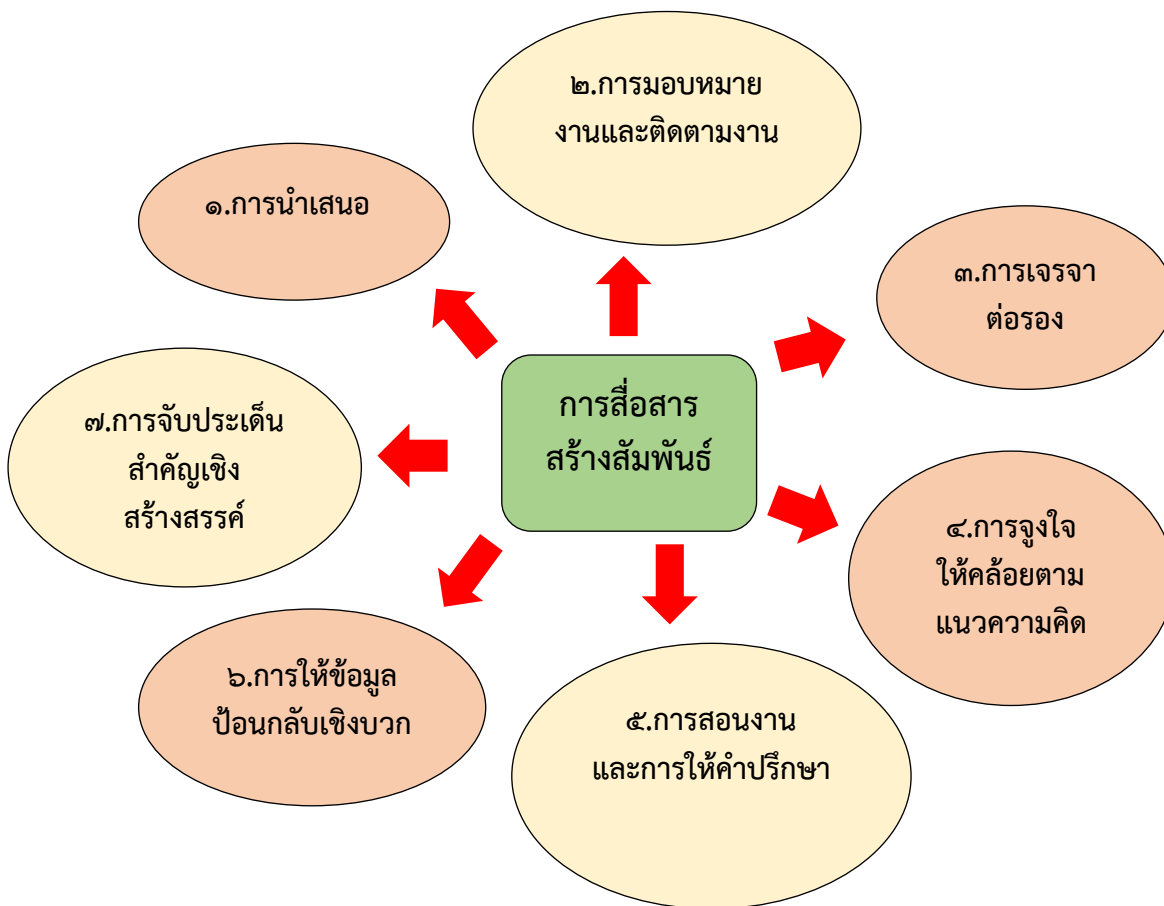 ๑.การนำเสนอ
๒.การมอบหมาย
งานและติดตามงาน
๓.การเจรจา
ต่อรอง
การสื่อสาร
สร้างสัมพันธ์
๗.การจับประเด็น
สำคัญเชิง
สร้างสรรค์
๔.การจูงใจ
ให้คล้อยตาม
แนวความคิด
๖.การให้ข้อมูล
ป้อนกลับเชิงบวก
๕.การสอนงาน
และการให้คำปรึกษา